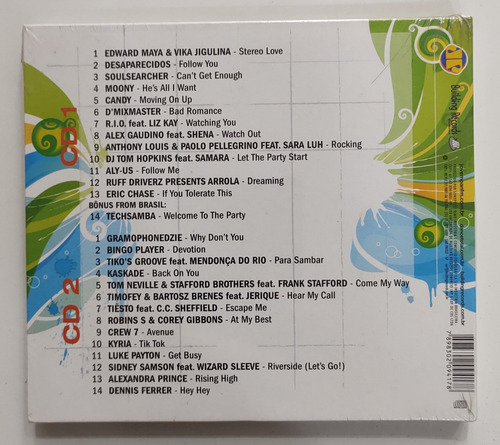 CD 1
1 EDWARD MAYA & VIKA JIGULINA - Stereo Love
2 DESAPARECIDOS - Follow You
3 SOULSEARCHER - Can't Get Enough
4 MOONY - He's All I Want
5 CANDY - Moving On Up
6 D'MIXMASTER - Bad Romance
7 R.I.O. feat. LIZ KAY - Watching You
8 ALEX GAUDINO feat. SHENA - Watch Out
9 ANTHONY LOUIS & PAOLO PELLEGRINO FEAT. SARA LUH - Rocking
10 DJ TOM HOPKINS feat. SAMARA - Let The Party Start
11 ALY-US - Follow Me
12 RUFF DRIVERZ PRESENTS ARROLA - Dreaming
13 ERIC CHASE - If You Tolerate This
BÔNUS FROM BRASIL:
14 TECHSAMBA - Welcome To The Party
CD 2
1 GRAMOPHONEDZIE - Why Don't You
2 BINGO PLAYER - Devotion
3 TIKO'S GROOVE feat. MENDONÇA DO RIO - Para Sambar
4 KASKADE - Back On You
5 TOM NEVILLE & STAFFORD BROTHERS feat. FRANK STAFFORD - Come My Way
6 TIMOFEY & BARTOSZ BRENES feat. JERIQUE - Hear My Call
7 TIËSTO feat. C.C. SHEFFIELD - Escape Me
8 ROBINS S & COREY GIBBONS - At My Best
9 CREW 7 - Avenue
10 KYRIA - Tik Tok
11 LUKE PAYTON - Get Busy
12 SIDNEY SAMSON feat. WIZARD SLEEVE - Riverside (Let's Go!)
13 ALEXANDRA PRINCE - Rising High
14 DENNIS FERRER - Hey Hey
Building Records
7898302094178